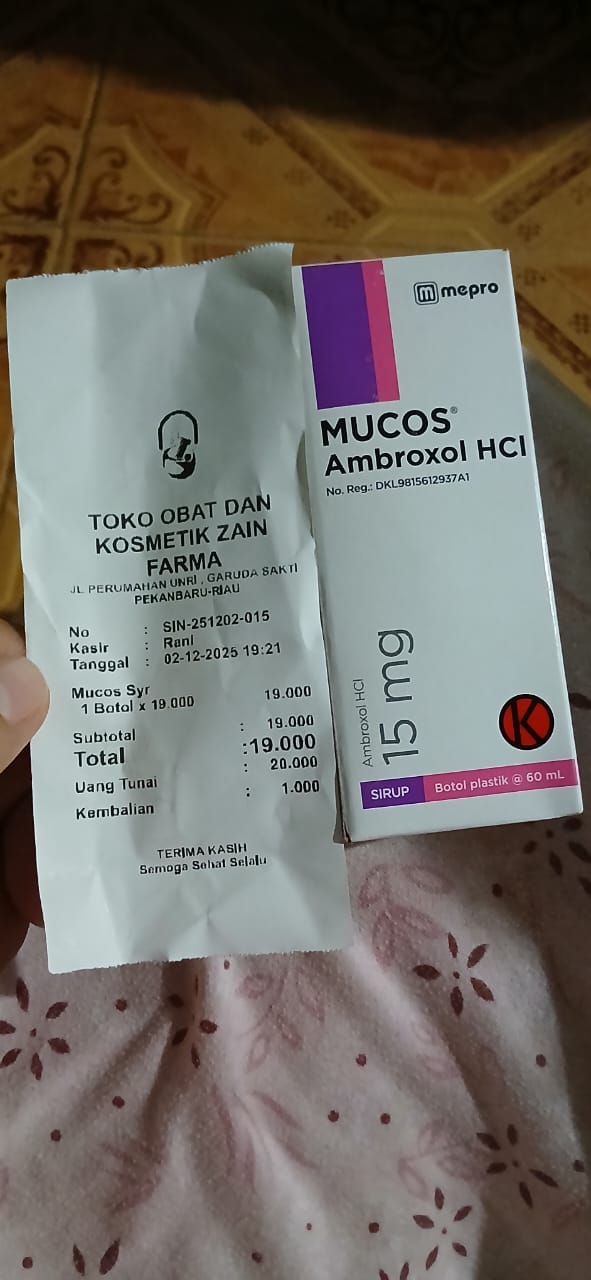 TOKO OBAT DAN
KOSMETIK ZAIN
FARMA
JL PERUMAHAN UNRI , GARUDA SAKTI
PEKANBARU-RIAU
No : SIN-251202-015
Kasir : Rani
Tanggal : 02-12-2025 19:21
Mucos Syr
1 Botol x 19.000 19.000
Subtotal : 19.000
Total :19.000
Uang Tunai : 20.000
Kembalian : 1.000
TERIMA KASIH
Semoga Sehat Selalu
m mepro
MUCOS®
Ambroxol HCl
No. Reg.: DKL9815612937A1
Ambroxol HCl
15 mg
K
SIRUP Botol plastik @ 60 mL